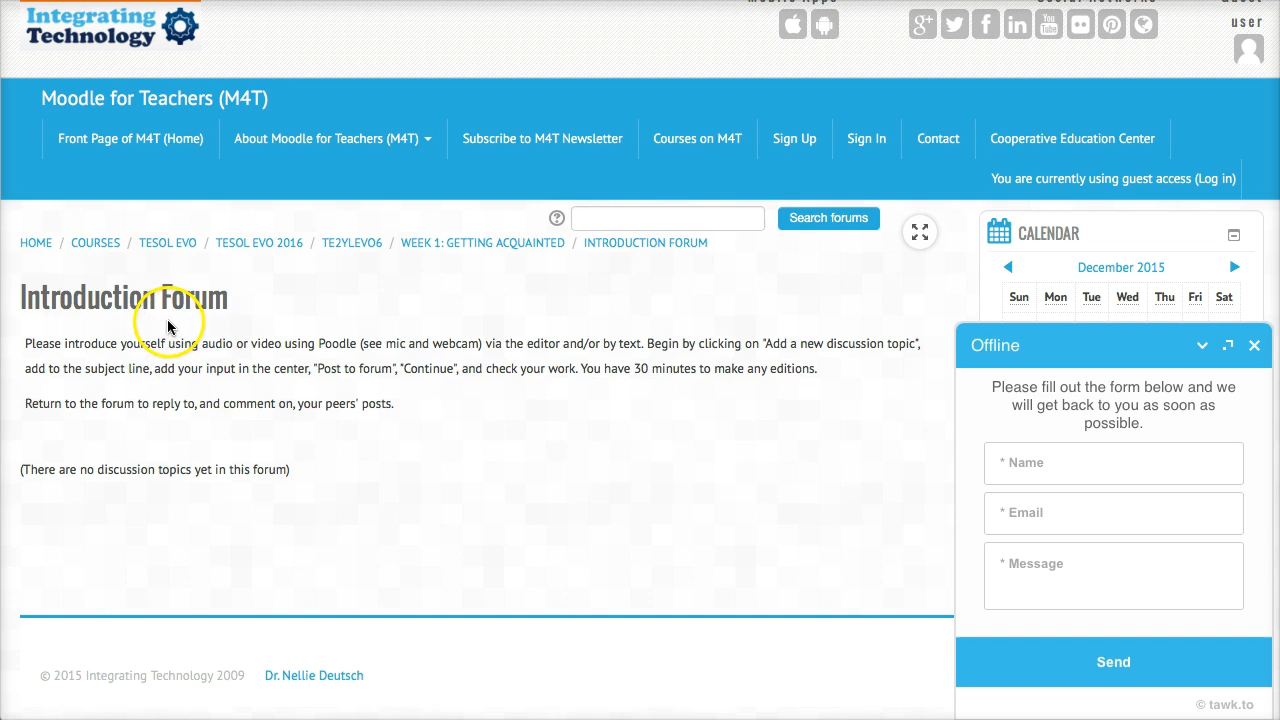 Integrating
Technology
user
You
Tube
Moodle for Teachers (M4T)
Front Page of M4T (Home)
About Moodle for Teachers (M4T)
Subscribe to M4T Newsletter
Courses on M4T
Sign Up
Sign In
Contact
Cooperative Education Center
You are currently using guest access (Log in)
Search forums
HOME / COURSES / TESOL EVO / TESOL EVO 2016 / TE2YLEVO6 / WEEK 1: GETTING ACQUAINTED / INTRODUCTION FORUM
CALENDAR
December 2015
Sun Mon Tue Wed Thu Fri Sat
Introduction Forum
Please introduce yourself using audio or video using Poodle (see mic and webcam) via the editor and/or by text. Begin by clicking on "Add a new discussion topic",
add to the subject line, add your input in the center, "Post to forum", "Continue", and check your work. You have 30 minutes to make any editions.
Return to the forum to reply to, and comment on, your peers' posts.
(There are no discussion topics yet in this forum)
Offline
Please fill out the form below and we
will get back to you as soon as
possible.
* Name
* Email
* Message
Send
© tawk.to
© 2015 Integrating Technology 2009
Dr. Nellie Deutsch